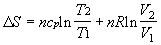 ΔS = nc_P ln T₂/T₁ + nR ln V₂/V₁